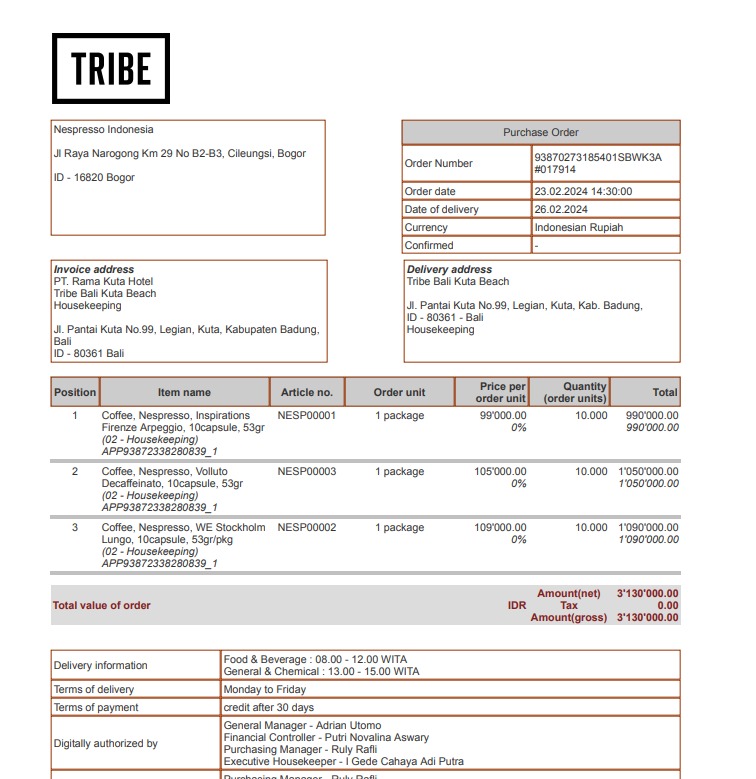 TRIBE
Nespresso Indonesia
Jl Raya Narogong Km 29 No B2-B3, Cileungsi, Bogor
ID - 16820 Bogor
Purchase Order
Order Number 93870273185401SBWK3A
#017914
Order date 23.02.2024 14:30:00
Date of delivery 26.02.2024
Currency Indonesian Rupiah
Confirmed -
Invoice address
PT. Rama Kuta Hotel
Tribe Bali Kuta Beach
Housekeeping
Jl. Pantai Kuta No.99, Legian, Kuta, Kabupaten Badung,
Bali
ID - 80361 Bali
Delivery address
Tribe Bali Kuta Beach
Jl. Pantai Kuta No.99, Legian, Kuta, Kab. Badung,
ID - 80361 - Bali
Housekeeping
Position Item name Article no. Order unit Price per order unit Quantity (order units) Total
1 Coffee, Nespresso, Inspirations NESP00001 1 package 99'000.00 10.000 990'000.00
Firenze Arpeggio, 10capsule, 53gr 0% 990'000.00
(02 - Housekeeping)
APP93872338280839_1
2 Coffee, Nespresso, Volluto NESP00003 1 package 105'000.00 10.000 1'050'000.00
Decaffeinato, 10capsule, 53gr 0% 1'050'000.00
(02 - Housekeeping)
APP93872338280839_1
3 Coffee, Nespresso, WE Stockholm NESP00002 1 package 109'000.00 10.000 1'090'000.00
Lungo, 10capsule, 53gr/pkg 0% 1'090'000.00
(02 - Housekeeping)
APP93872338280839_1
Amount(net) 3'130'000.00
Total value of order IDR Tax 0.00
Amount(gross) 3'130'000.00
Delivery information Food & Beverage : 08.00 - 12.00 WITA
General & Chemical : 13.00 - 15.00 WITA
Terms of delivery Monday to Friday
Terms of payment credit after 30 days
Digitally authorized by General Manager - Adrian Utomo
Financial Controller - Putri Novalina Aswary
Purchasing Manager - Ruly Rafli
Executive Housekeeper - I Gede Cahaya Adi Putra
Purchasing Manager - Ruly Rafli